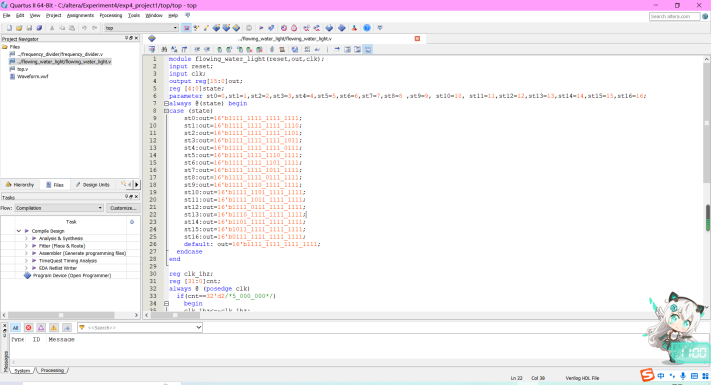 Quartus II 64-Bit - C:/altera/Experiment4/exp4_project1/top/top - top
File Edit View Project Assignments Processing Tools Window Help
Search altera.com
top
Project Navigator
Files
../frequency_divider/frequency_divider.v
../flowing_water_light/flowing_water_light.v
top.v
Waveform.vwf
Hierarchy Files Design Units
Tasks
Flow: Compilation Customize...
Task
Compile Design
Analysis & Synthesis
Fitter (Place & Route)
Assembler (Generate programming files)
TimeQuest Timing Analysis
EDA Netlist Writer
Program Device (Open Programmer)
../flowing_water_light/flowing_water_light.v
1 module flowing_water_light(reset,out,clk);
2 input reset;
3 input clk;
4 output reg[15:0]out;
5 reg [4:0]state;
6 parameter st0=0,st1=1,st2=2,st3=3,st4=4,st5=5,st6=6,st7=7,st8=8 ,st9=9, st10=10, st11=11,st12=12,st13=13,st14=14,st15=15,st16=16;
7 always @(state) begin
8 case (state)
9 st0:out=16'b1111_1111_1111_1111;
10 st1:out=16'b1111_1111_1111_1110;
11 st2:out=16'b1111_1111_1111_1101;
12 st3:out=16'b1111_1111_1111_1011;
13 st4:out=16'b1111_1111_1111_0111;
14 st5:out=16'b1111_1111_1110_1111;
15 st6:out=16'b1111_1111_1101_1111;
16 st7:out=16'b1111_1111_1011_1111;
17 st8:out=16'b1111_1111_0111_1111;
18 st9:out=16'b1111_1110_1111_1111;
19 st10:out=16'b1111_1101_1111_1111;
20 st11:out=16'b1111_1011_1111_1111;
21 st12:out=16'b1111_0111_1111_1111;
22 st13:out=16'b1110_1111_1111_1111;
23 st14:out=16'b1101_1111_1111_1111;
24 st15:out=16'b1011_1111_1111_1111;
25 st16:out=16'b0111_1111_1111_1111;
26 default: out=16'b1111_1111_1111_1111;
27 endcase
28 end
29
30 reg clk_1hz;
31 reg [31:0]cnt;
32 always @ (posedge clk)
33 if(cnt==32'd2/*5_000_000*/)
34 begin
35 clk_1hz<=~clk_1hz;
All
<<Search>>
Type ID Message
Messages
System Processing
Ln 22 Col 38 Verilog HDL File
中